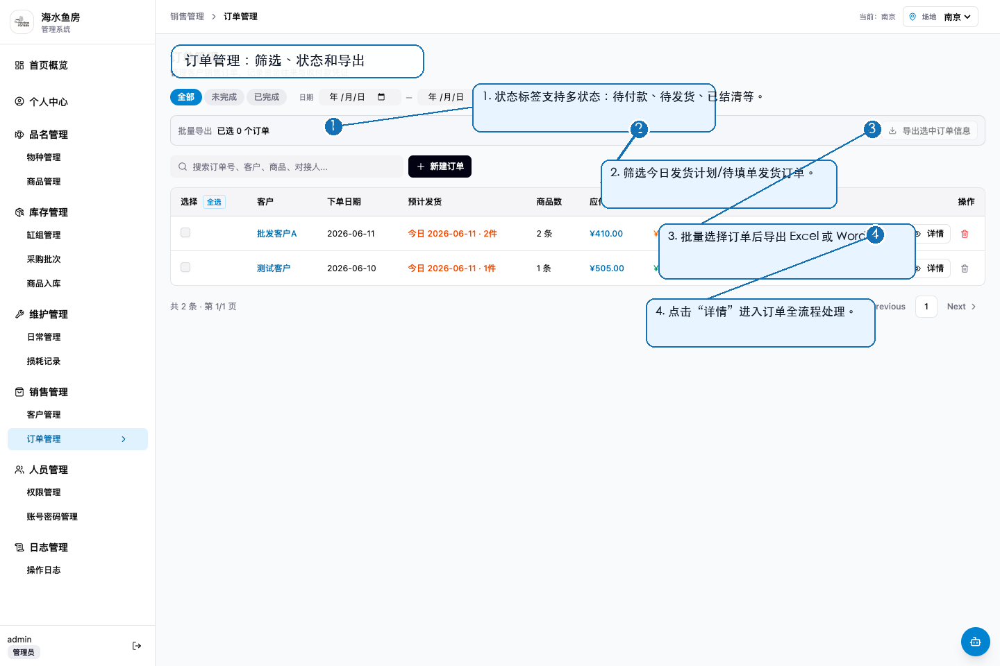 海水鱼房
管理系统
首页概览
个人中心
品名管理
物种管理
商品管理
库存管理
缸组管理
采购批次
商品入库
维护管理
日常管理
损耗记录
销售管理
客户管理
订单管理
人员管理
权限管理
账号密码管理
日志管理
操作日志
admin
管理员
销售管理 > 订单管理
当前：南京 场地 南京
订单管理：筛选、状态和导出
全部 未完成 已完成 日期 年 /月/日 — 年 /月/日
1. 状态标签支持多状态：待付款、待发货、已结清等。
批量导出 已选 0 个订单
1
2
3
导出选中订单信息
搜索订单号、客户、商品、对接人...
+ 新建订单
2. 筛选今日发货计划/待填单发货订单。
选择 全选 客户 下单日期 预计发货 商品数 操作
批发客户A 2026-06-11 今日 2026-06-11 · 2件 2 条 ¥410.00 详情
3. 批量选择订单后导出 Excel 或
4
测试客户 2026-06-10 今日 2026-06-11 · 1件 1 条 ¥505.00 详情
共 2 条 · 第 1/1 页
4. 点击“详情”进入订单全流程处理。
1 Next